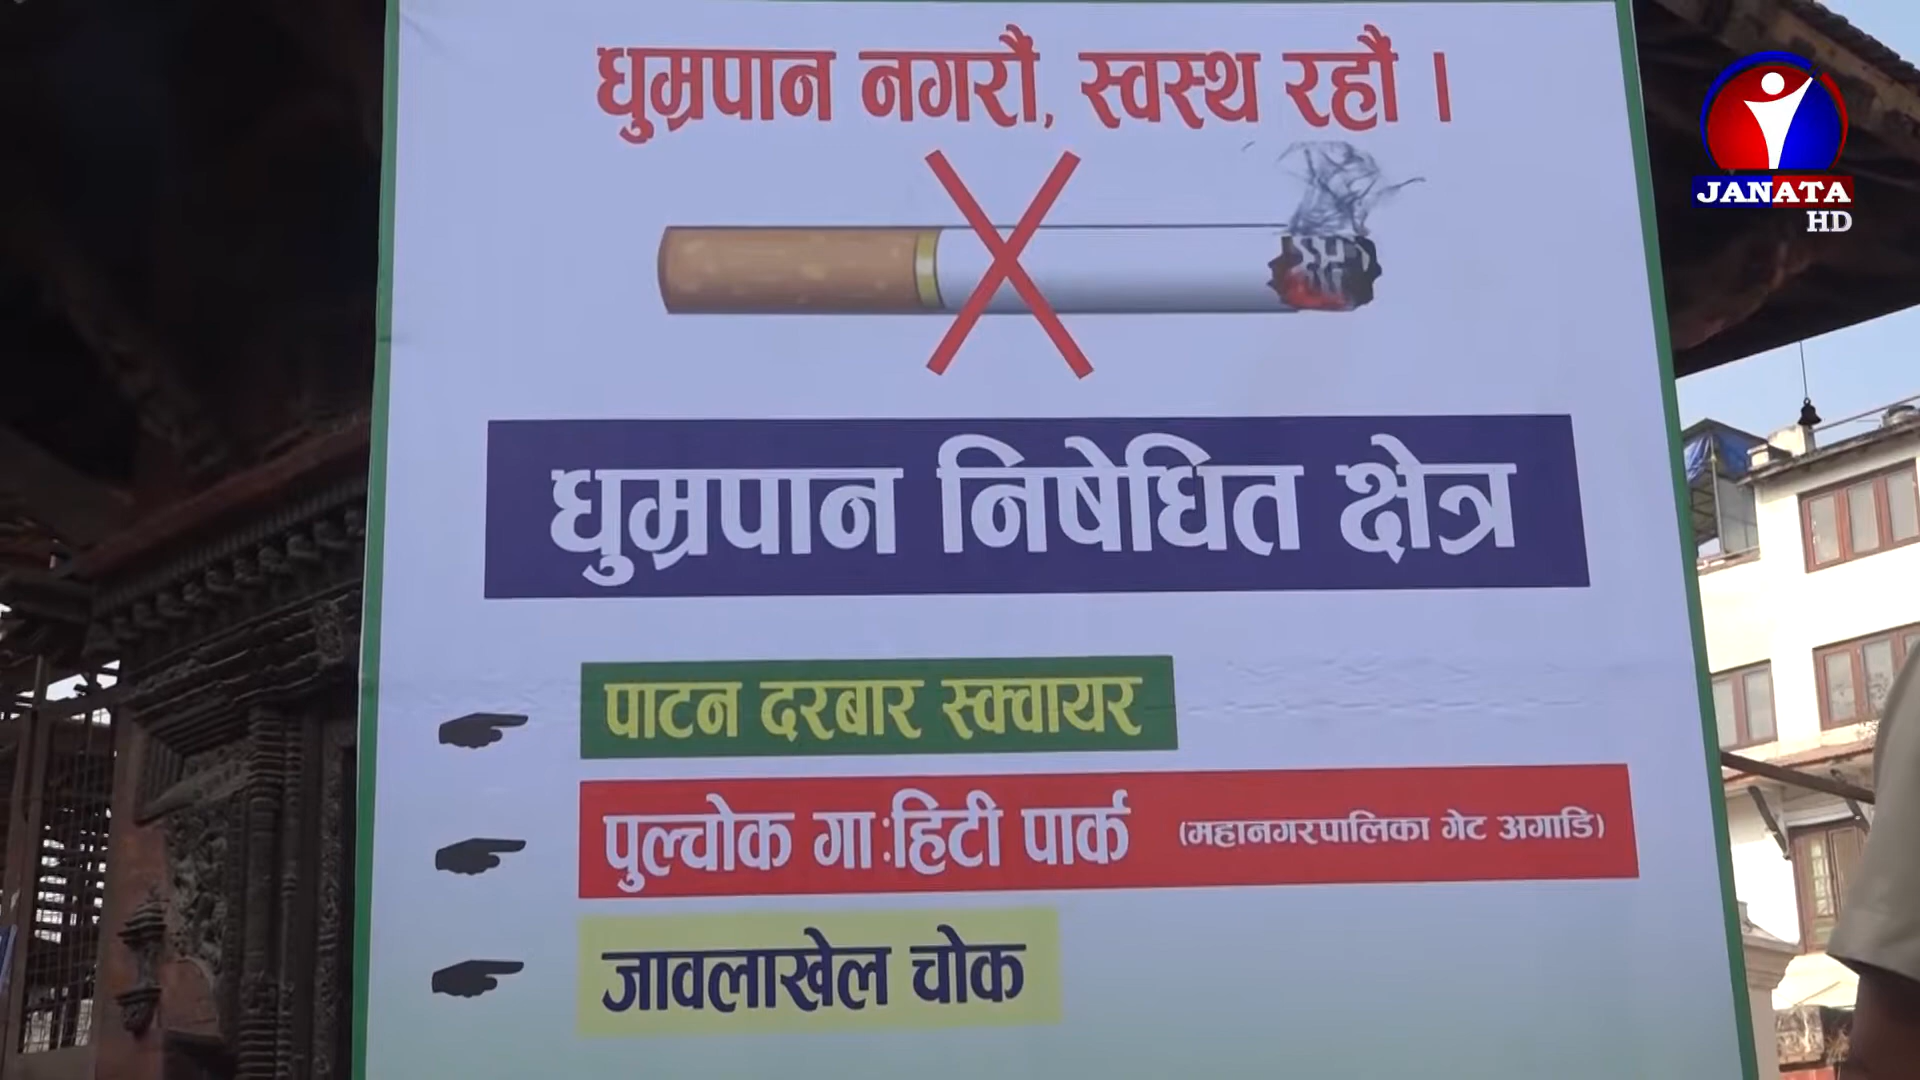 धुम्रपान नगरौं, स्वस्थ रहौं ।
JANATA
HD
धुम्रपान निषेधित क्षेत्र
पाटन दरबार स्क्वायर
पुल्चोक गा:हिटी पार्क (महानगरपालिका गेट अगाडि)
जावलाखेल चोक